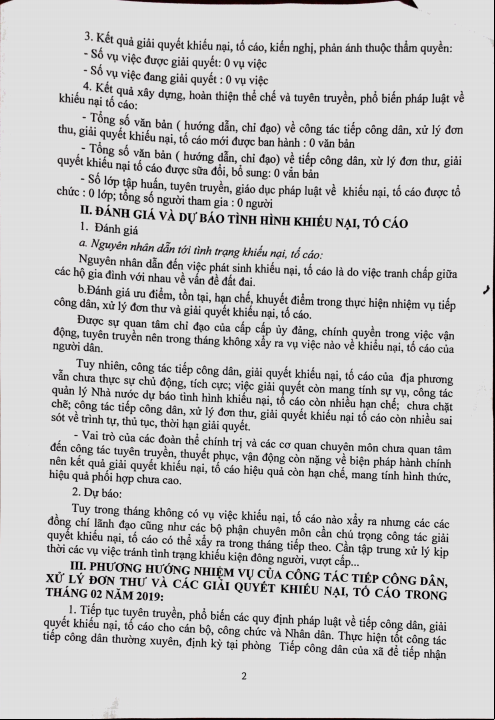 3. Kết quả giải quyết khiếu nại, tố cáo, kiến nghị, phản ánh thuộc thẩm quyền:
- Số vụ việc được giải quyết: 0 vụ việc
- Số vụ việc đang giải quyết : 0 vụ việc
4. Kết quả xây dựng, hoàn thiện thể chế và tuyên truyền, phổ biến pháp luật về
khiếu nại tố cáo:
- Tổng số văn bản ( hướng dẫn, chỉ đạo) về công tác tiếp công dân, xử lý đơn
thư, giải quyết khiếu nại, tố cáo mới được ban hành : 0 văn bản
- Tổng số văn bản ( hướng dẫn, chỉ đạo) về tiếp công dân, xử lý đơn thư, giải
quyết khiếu nại tố cáo được sữa đổi, bổ sung: 0 vẫn bản
- Số lớp tập huấn, tuyên truyền, giáo dục pháp luật về khiếu nại, tố cáo được tổ
chức : 0 lớp; tổng số người tham gia : 0 người
II. ĐÁNH GIÁ VÀ DỰ BÁO TÌNH HÌNH KHIẾU NẠI, TỐ CÁO
1. Đánh giá
a. Nguyên nhân dẫn tới tình trạng khiếu nại, tố cáo:
Nguyên nhân dẫn đến việc phát sinh khiếu nại, tố cáo là do việc tranh chấp giữa
các hộ gia đình với nhau về vấn đề đất đai.
b.Đánh giá ưu điểm, tồn tại, hạn chế, khuyết điểm trong thực hiện nhiệm vụ tiếp
công dân, xử lý đơn thư và giải quyết khiếu nại, tố cáo.
Được sự quan tâm chỉ đạo của cấp cấp ủy đảng, chính quyền trong việc vận
động, tuyên truyền nên trong tháng không xẩy ra vụ việc nào về khiếu nại, tố cáo của
người dân.
Tuy nhiên, công tác tiếp công dân, giải quyết khiếu nại, tố cáo của địa phương
vẫn chưa thực sự chủ động, tích cực; việc giải quyết còn mang tính sự vụ, công tác
quản lý Nhà nước dự báo tình hình khiếu nại, tố cáo còn nhiều hạn chế; chưa chặt
chẽ; công tác tiếp công dân, xử lý đơn thư, giải quyết khiếu nại tố cáo còn nhiều sai
sót về trình tự, thủ tục, thời hạn giải quyết.
- Vai trò của các đoàn thể chính trị và các cơ quan chuyên môn chưa quan tâm
đến công tác tuyên truyền, thuyết phục, vận động còn nặng về biện pháp hành chính
nên kết quả giải quyết khiếu nại, tố cáo hiệu quả còn hạn chế, mang tính hình thức,
hiệu quả phối hợp chưa cao.
2. Dự báo:
Tuy trong tháng không có vụ việc khiếu nại, tố cáo nào xẩy ra nhưng các các
đồng chí lãnh đạo cũng như các bộ phận chuyên môn cần chú trọng công tác giải
quyết khiếu nại, tố cáo có thể xẩy ra trong tháng tiếp theo. Cần tập trung xử lý kịp
thời các vụ việc tránh tình trạng khiếu kiện đông người, vượt cấp...
III. PHƯƠNG HƯỚNG NHIỆM VỤ CỦA CÔNG TÁC TIẾP CÔNG DÂN,
XỬ LÝ ĐƠN THƯ VÀ CÁC GIẢI QUYẾT KHIẾU NẠI, TỐ CÁO TRONG
THÁNG 02 NĂM 2019:
1. Tiếp tục tuyên truyền, phổ biến các quy định pháp luật về tiếp công dân, giải
quyết khiếu nại, tố cáo cho cán bộ, công chức và Nhân dân. Thực hiện tốt công tác
tiếp công dân thường xuyên, định kỳ tại phòng Tiếp công dân của xã để tiếp nhận
2